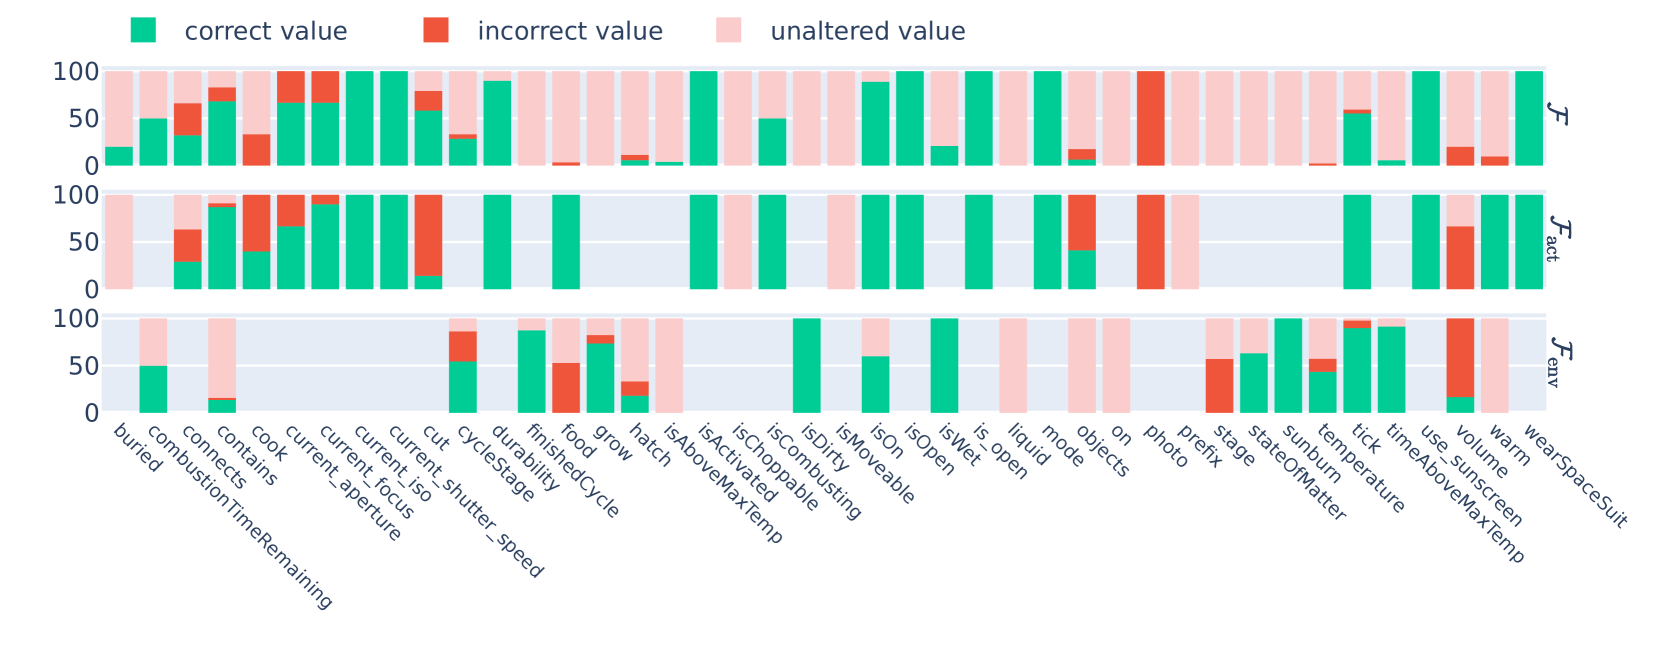 correct value incorrect value unaltered value
100
50
0
ℱ
100
50
0
ℱact
100
50
0
ℱenv
buried
combustionTimeRemaining
connects
contains
cook
current_aperture
current_focus
current_iso
current_shutter_speed
cut
cycleStage
durability
finishedCycle
food
grow
hatch
isAboveMaxTemp
isActivated
isChoppable
isCombusting
isDirty
isMoveable
isOn
isOpen
isWet
is_open
liquid
mode
objects
on
photo
prefix
stage
stateOfMatter
sunburn
temperature
tick
timeAboveMaxTemp
use_sunscreen
volume
warm
wearSpaceSuit